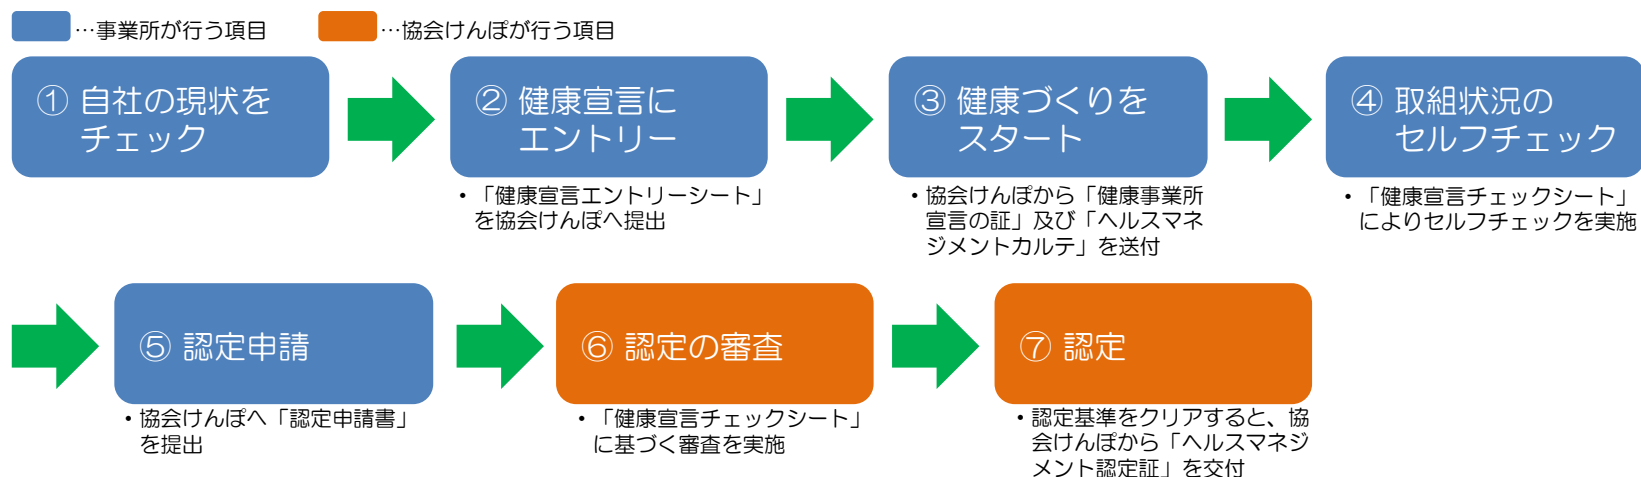 …事業所が行う項目
…協会けんぽが行う項目
① 自社の現状を
チェック
② 健康宣言に
エントリー
③ 健康づくりを
スタート
④ 取組状況の
セルフチェック
・「健康宣言エントリーシート」
を協会けんぽへ提出
・協会けんぽから「健康事業所
宣言の証」及び「ヘルスマネ
ジメントカルテ」を送付
・「健康宣言チェックシート」
によりセルフチェックを実施
⑤ 認定申請
⑥ 認定の審査
⑦ 認定
・協会けんぽへ「認定申請書」
を提出
・「健康宣言チェックシート」
に基づく審査を実施
・認定基準をクリアすると、協
会けんぽから「ヘルスマネジ
メント認定証」を交付